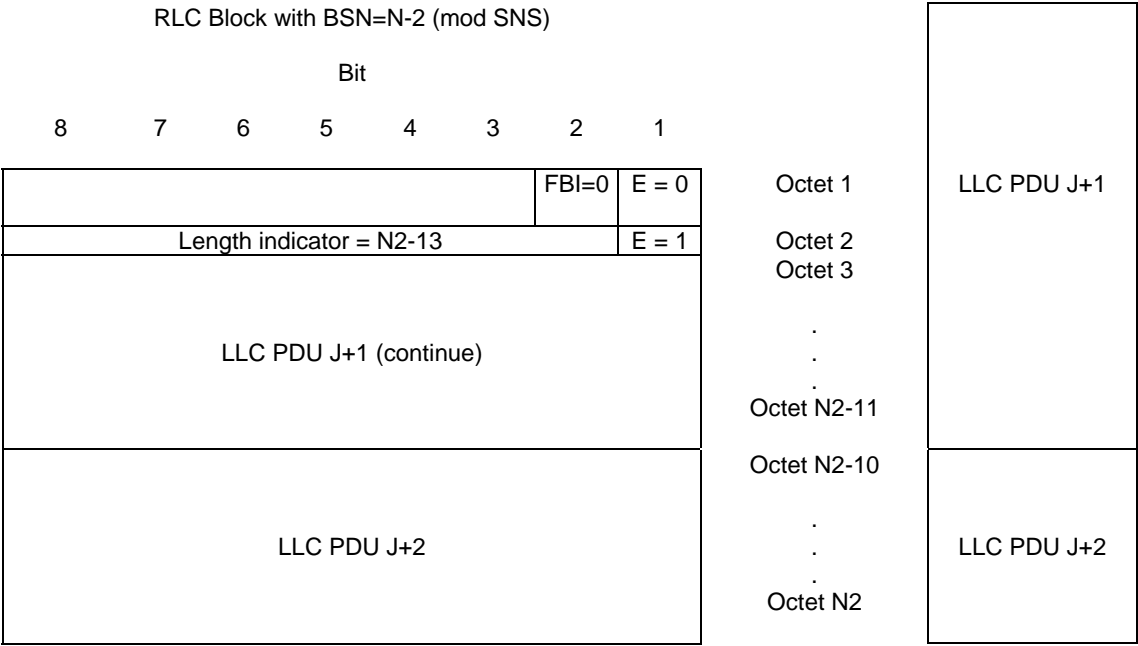 RLC Block with BSN=N-2 (mod SNS)
Bit
8 7 6 5 4 3 2 1
FBI=0 E = 0 Octet 1 LLC PDU J+1
Length indicator = N2-13 E = 1 Octet 2
Octet 3
.
LLC PDU J+1 (continue) .
.
Octet N2-11
Octet N2-10
.
LLC PDU J+2 . LLC PDU J+2
.
Octet N2